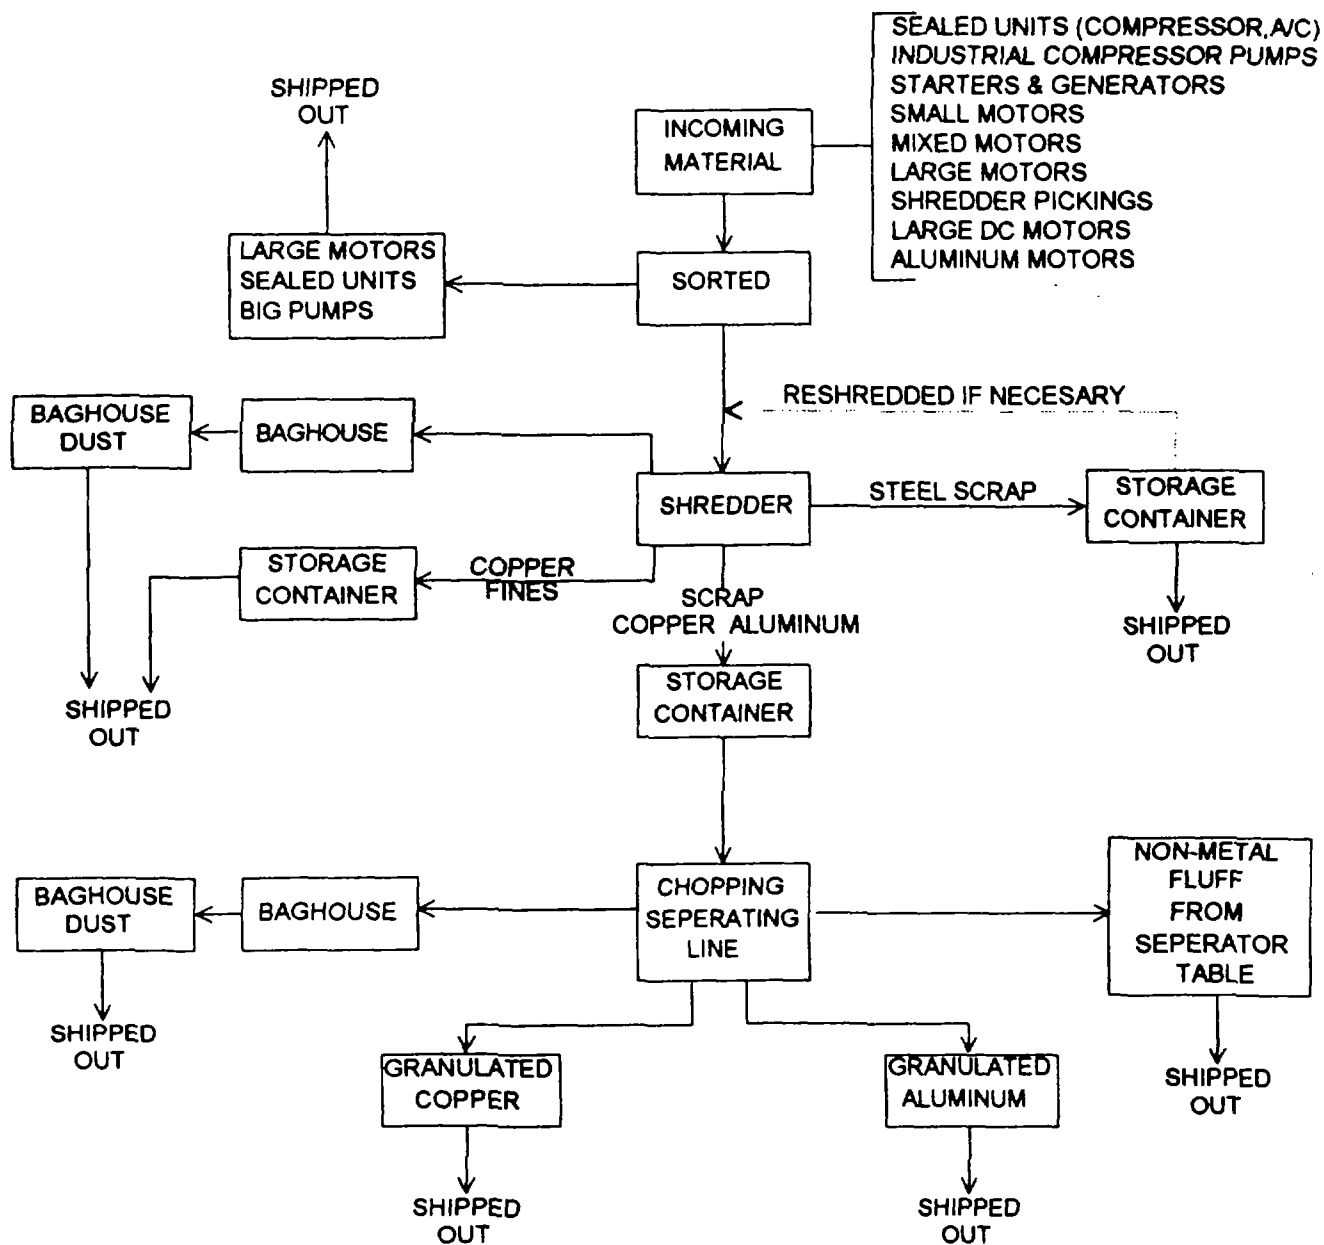 SEALED UNITS (COMPRESSOR,A/C)
INDUSTRIAL COMPRESSOR PUMPS
STARTERS & GENERATORS
SMALL MOTORS
MIXED MOTORS
LARGE MOTORS
SHREDDER PICKINGS
LARGE DC MOTORS
ALUMINUM MOTORS
INCOMING
MATERIAL
SHIPPED
OUT
LARGE MOTORS
SEALED UNITS
BIG PUMPS
SORTED
RESHREDDED IF NECESARY
BAGHOUSE
DUST
BAGHOUSE
SHREDDER
STEEL SCRAP
STORAGE
CONTAINER
STORAGE
CONTAINER
COPPER
FINES
SCRAP
COPPER ALUMINUM
SHIPPED
OUT
STORAGE
CONTAINER
SHIPPED
OUT
BAGHOUSE
DUST
BAGHOUSE
CHOPPING
SEPERATING
LINE
NON-METAL
FLUFF
FROM
SEPERATOR
TABLE
SHIPPED
OUT
GRANULATED
COPPER
GRANULATED
ALUMINUM
SHIPPED
OUT
SHIPPED
OUT
SHIPPED
OUT